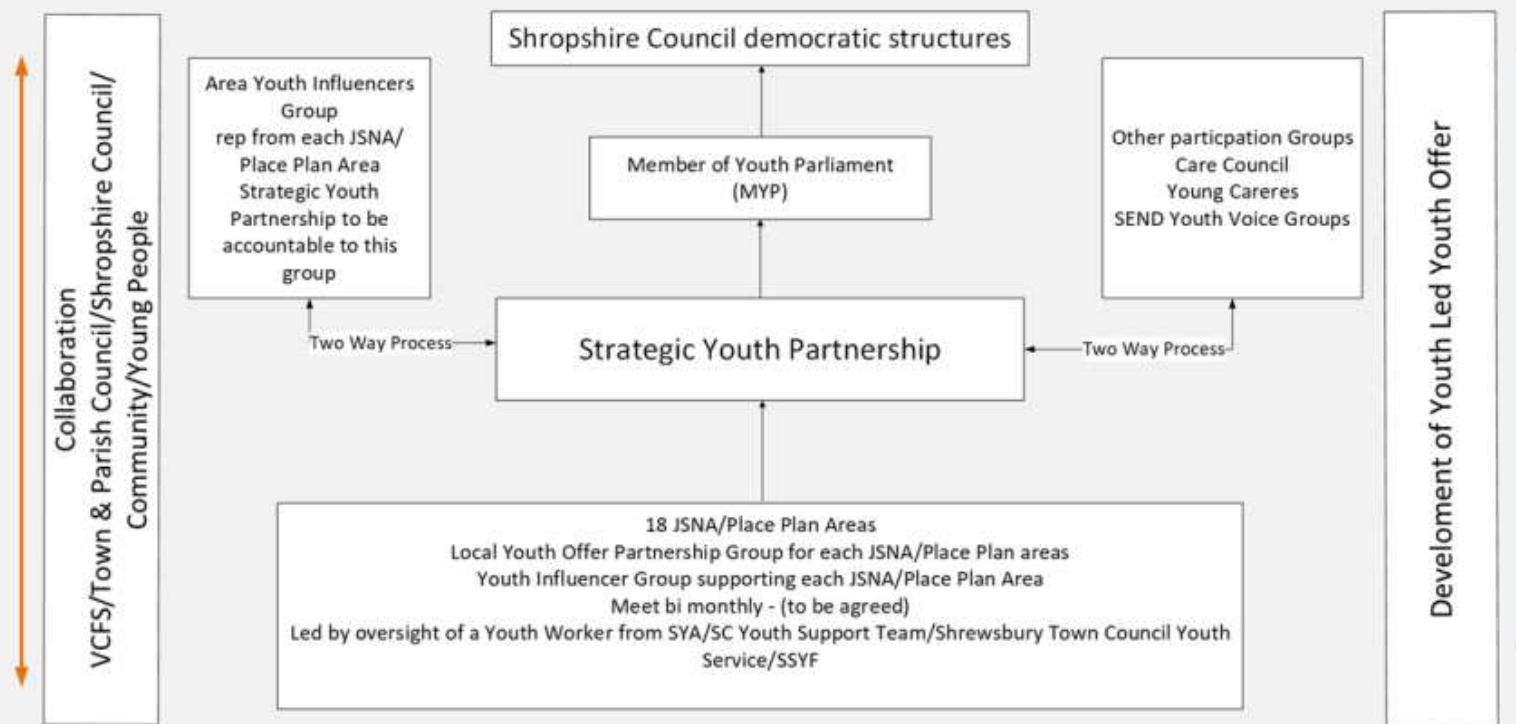 Shropshire Council democratic structures
Area Youth Influencers
Group
rep from each JSNA/
Place Plan Area
Strategic Youth
Partnership to be
accountable to this
group
Member of Youth Parliament
(MYP)
Other particpation Groups
Care Council
Young Careres
SEND Youth Voice Groups
Two Way Process
Strategic Youth Partnership
Two Way Process
18 JSNA/Place Plan Areas
Local Youth Offer Partnership Group for each JSNA/Place Plan areas
Youth Influencer Group supporting each JSNA/Place Plan Area
Meet bi monthly - (to be agreed)
Led by oversight of a Youth Worker from SYA/SC Youth Support Team/Shrewsbury Town Council Youth
Service/SSYF
Collaboration
VCFS/Town & Parish Council/Shropshire Council/
Community/Young People
Develoment of Youth Led Youth Offer